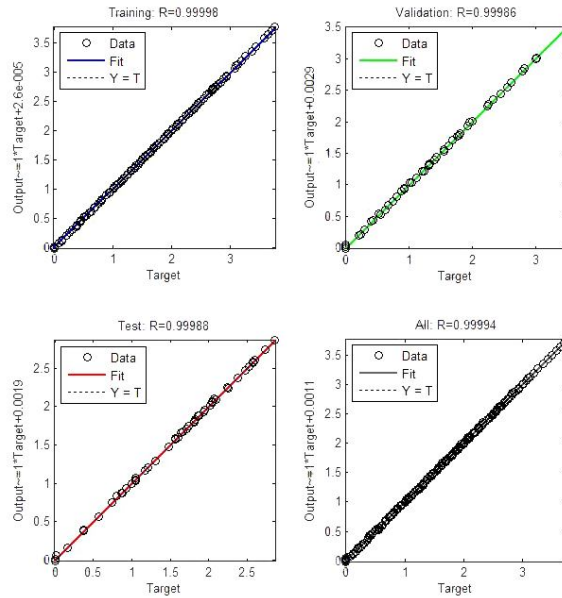 Training: R=0.99998
Output~=1*Target+2.6e-005
3.5
3
2.5
2
1.5
1
0.5
0
Data
Fit
Y = T
0 1 2 3
Target
Validation: R=0.99986
Output~=1*Target+0.0029
3.5
3
2.5
2
1.5
1
0.5
0
Data
Fit
Y = T
0 1 2 3
Target
Test: R=0.99988
Output~=1*Target+0.0019
2.5
2
1.5
1
0.5
0
Data
Fit
Y = T
0 0.5 1 1.5 2 2.5
Target
All: R=0.99994
Output~=1*Target+0.0011
3.5
3
2.5
2
1.5
1
0.5
0
Data
Fit
Y = T
0 1 2 3
Target